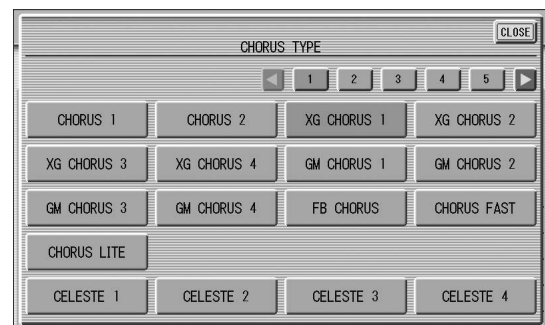 CLOSE
CHORUS TYPE
1 2 3 4 5
CHORUS 1 CHORUS 2 XG CHORUS 1 XG CHORUS 2
XG CHORUS 3 XG CHORUS 4 GM CHORUS 1 GM CHORUS 2
GM CHORUS 3 GM CHORUS 4 FB CHORUS CHORUS FAST
CHORUS LITE
CELESTE 1 CELESTE 2 CELESTE 3 CELESTE 4